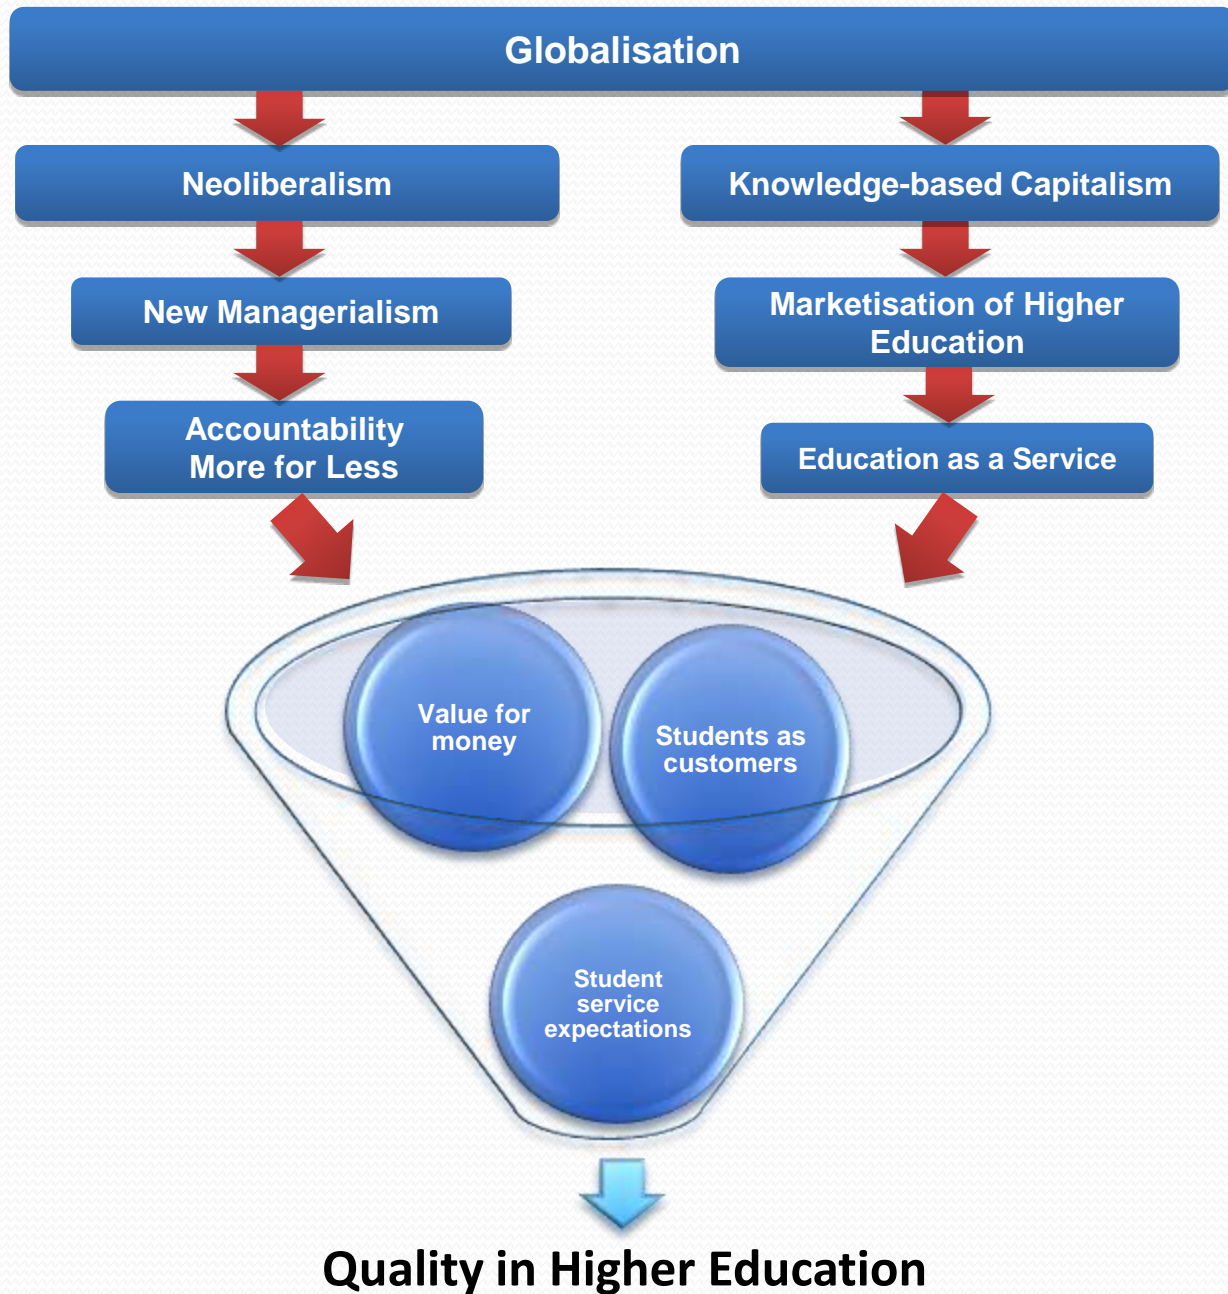 Globalisation
Neoliberalism
Knowledge-based Capitalism
New Managerialism
Marketisation of Higher
Education
Accountability
More for Less
Education as a Service
Value for
money
Students as
customers
Student
service
expectations
Quality in Higher Education